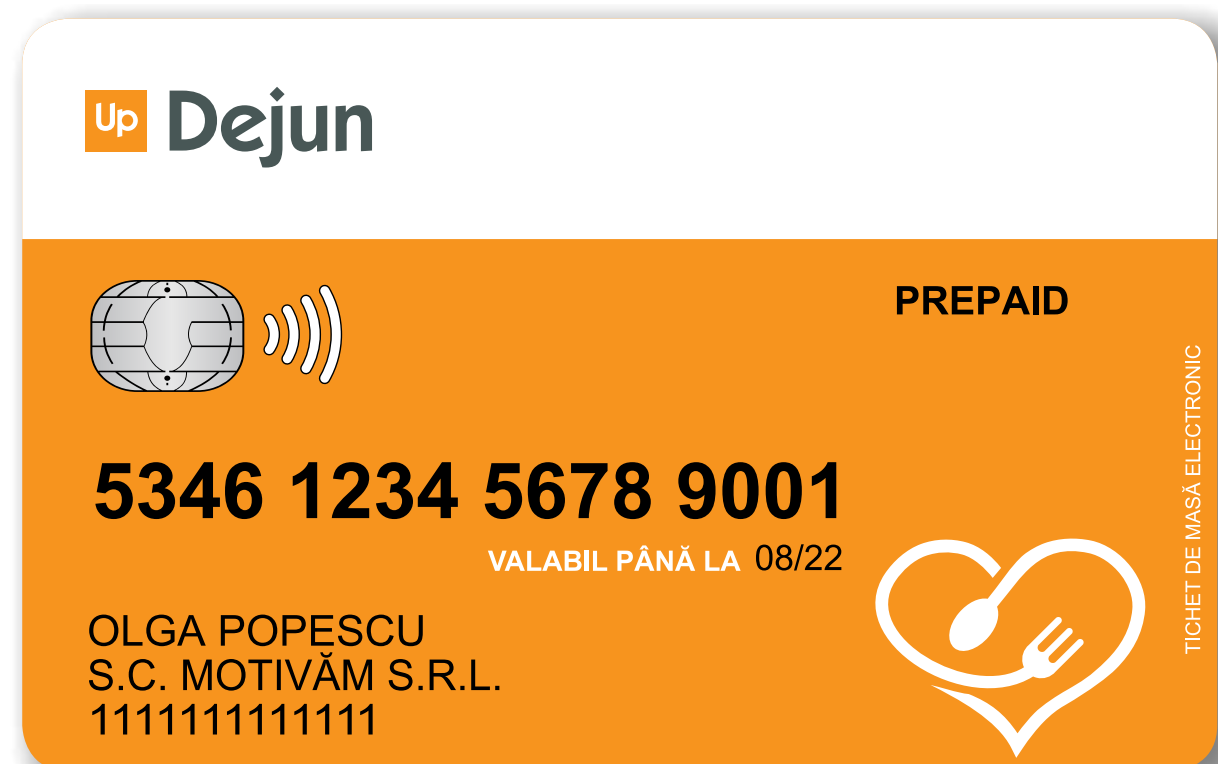 Up Dejun
PREPAID
5346 1234 5678 9001
VALABIL PÂNĂ LA 08/22
OLGA POPESCU
S.C. MOTIVĂM S.R.L.
1111111111111
TICHET DE MASĂ ELECTRONIC